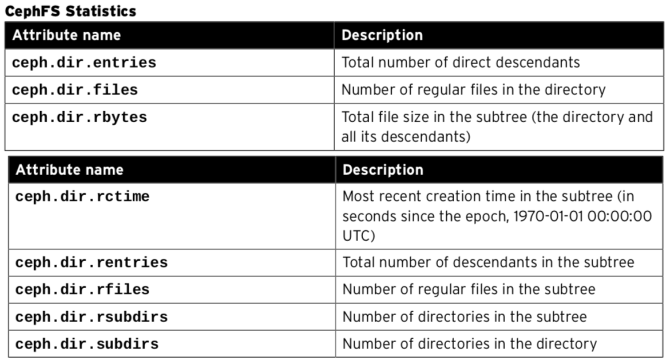 CephFS Statistics
Attribute name Description
ceph.dir.entries Total number of direct descendants
ceph.dir.files Number of regular files in the directory
ceph.dir.rbytes Total file size in the subtree (the directory and
all its descendants)
Attribute name Description
ceph.dir.rctime Most recent creation time in the subtree (in
seconds since the epoch, 1970-01-01 00:00:00
UTC)
ceph.dir.rentries Total number of descendants in the subtree
ceph.dir.rfiles Number of regular files in the subtree
ceph.dir.rsubdirs Number of directories in the subtree
ceph.dir.subdirs Number of directories in the directory